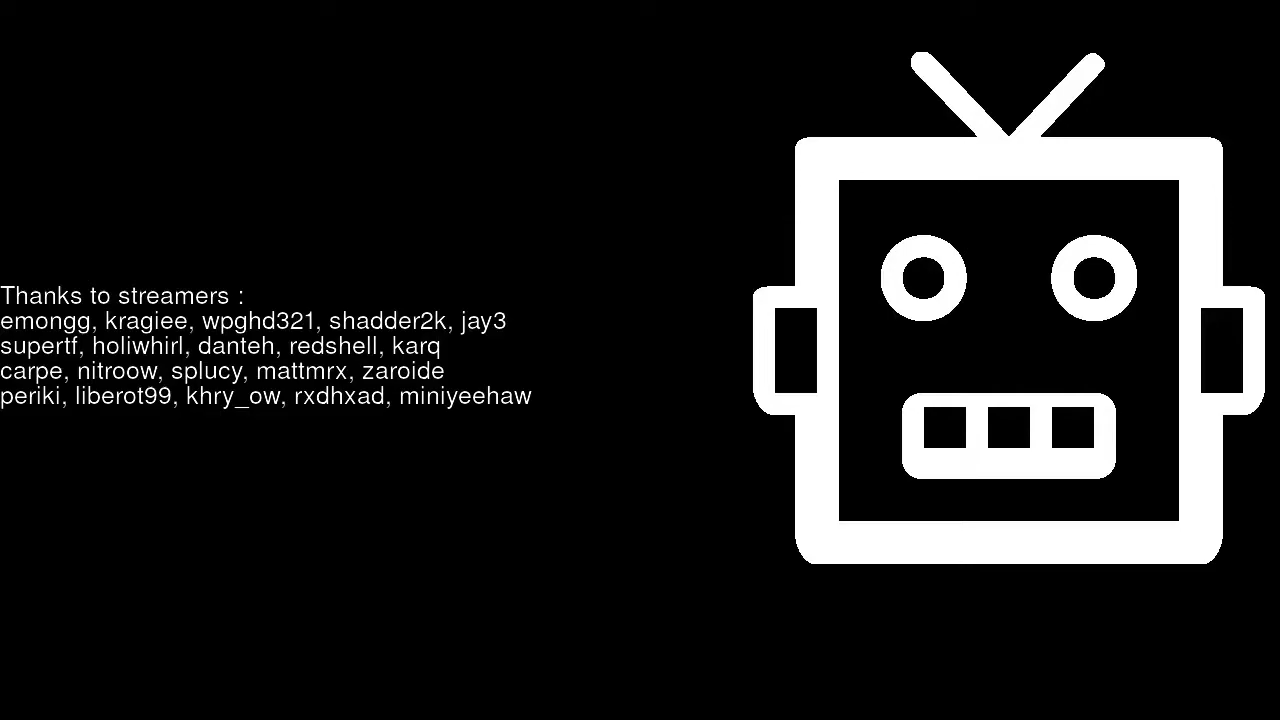 Thanks to streamers :
emongg, kragiee, wpghd321, shadder2k, jay3
supertf, holiwhirl, danteh, redshell, karq
carpe, nitroow, splucy, mattmrx, zaroide
periki, liberot99, khry_ow, rxdhxad, miniyeehaw